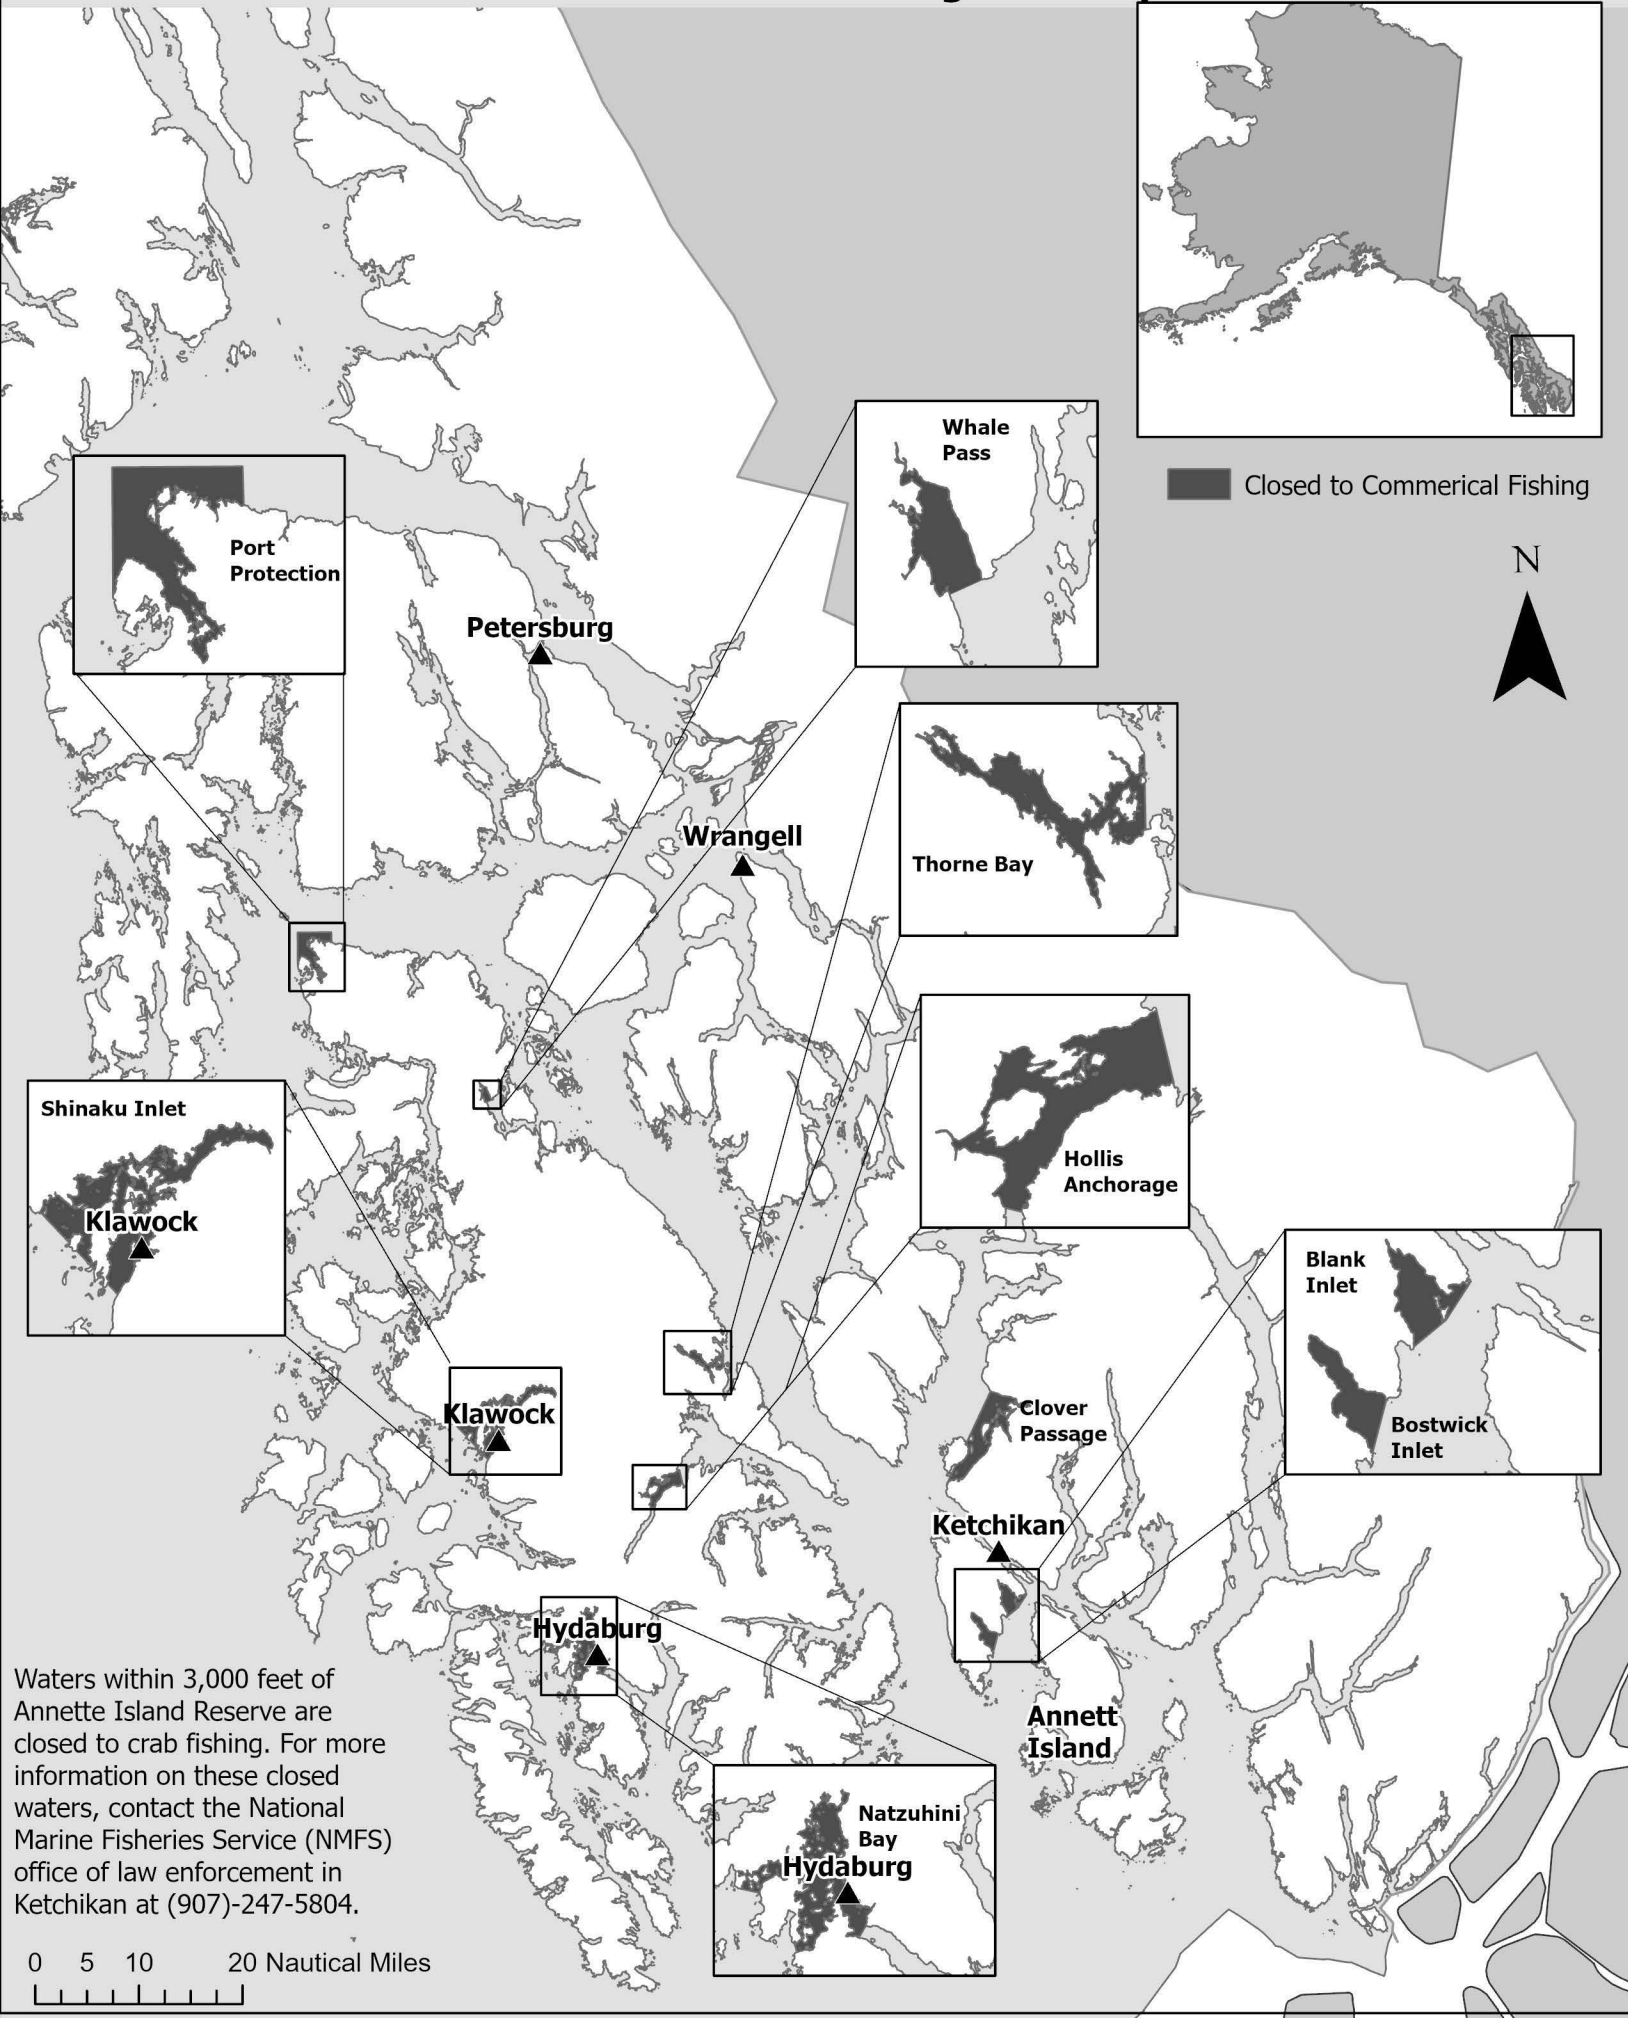 Whale
Pass
Closed to Commerical Fishing
Port
Protection
N
Petersburg
Thorne Bay
Wrangell
Shinaku Inlet
Klawock
Hollis
Anchorage
Blank
Inlet
Bostwick
Inlet
Klawock
Clover
Passage
Ketchikan
Hydaburg
Annett
Island
Natzuhini
Bay
Hydaburg
Waters within 3,000 feet of
Annette Island Reserve are
closed to crab fishing. For more
information on these closed
waters, contact the National
Marine Fisheries Service (NMFS)
office of law enforcement in
Ketchikan at (907)-247-5804.
0 5 10 20 Nautical Miles